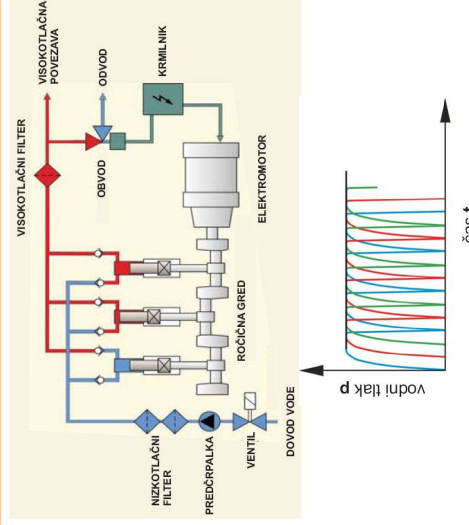 VISOKOTLAČNA
POVEZAVA
ODVOD
KRMILNIK
VISOKOTLAČNI FILTER
OBVOD
ELEKTROMOTOR
ROČIČNA GRED
NIZKOTLAČNI
FILTER
PREDČRPALKA
VENTIL
DOVOD VODE
vodni tlak p
čas t